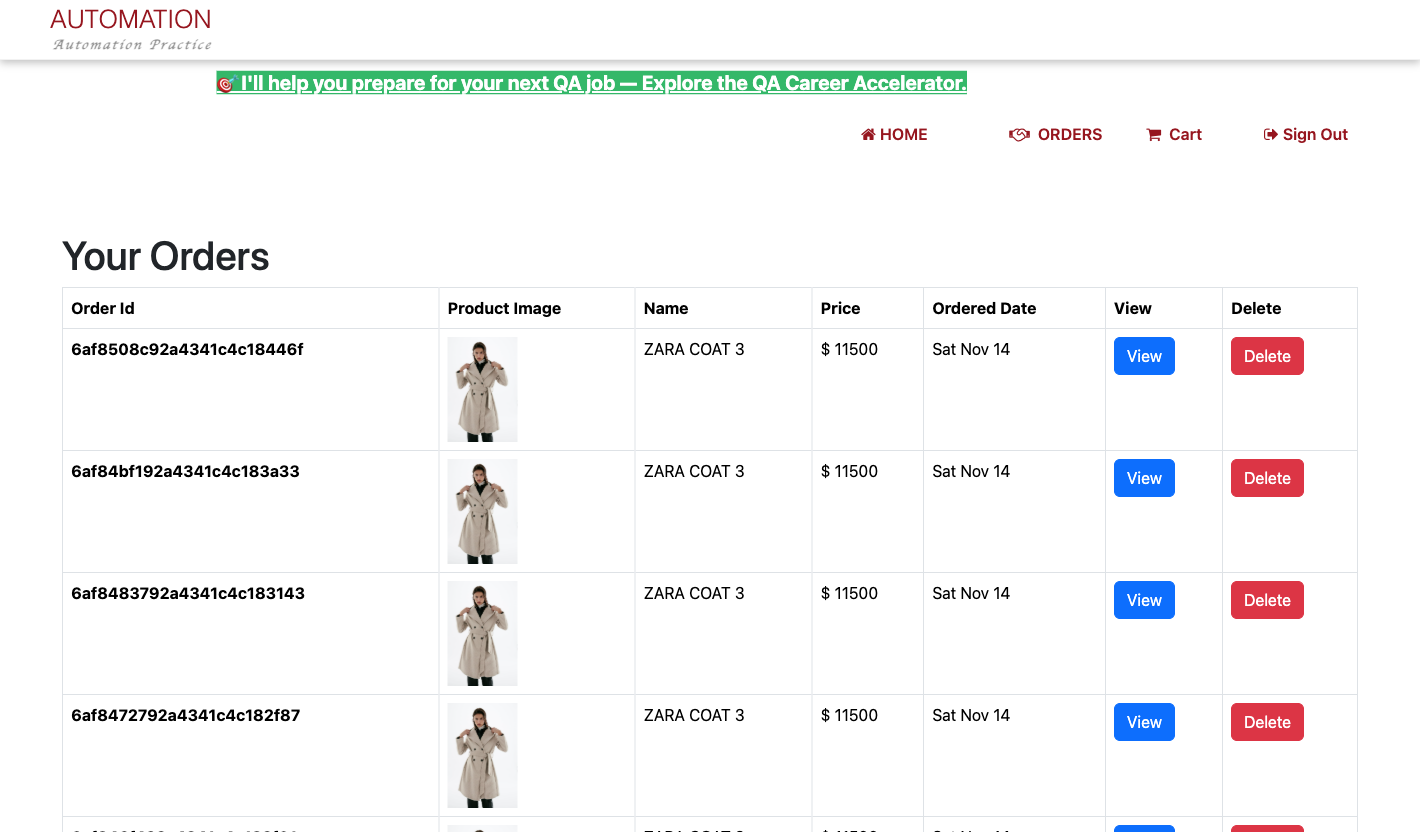 AUTOMATION
Automation Practice
🎯 I'll help you prepare for your next QA job — Explore the QA Career Accelerator.
HOME ORDERS Cart Sign Out
Your Orders
Order Id Product Image Name Price Ordered Date View Delete
6af8508c92a4341c4c18446f ZARA COAT 3 $ 11500 Sat Nov 14 View Delete
6af84bf192a4341c4c183a33 ZARA COAT 3 $ 11500 Sat Nov 14 View Delete
6af8483792a4341c4c183143 ZARA COAT 3 $ 11500 Sat Nov 14 View Delete
6af8472792a4341c4c182f87 ZARA COAT 3 $ 11500 Sat Nov 14 View Delete